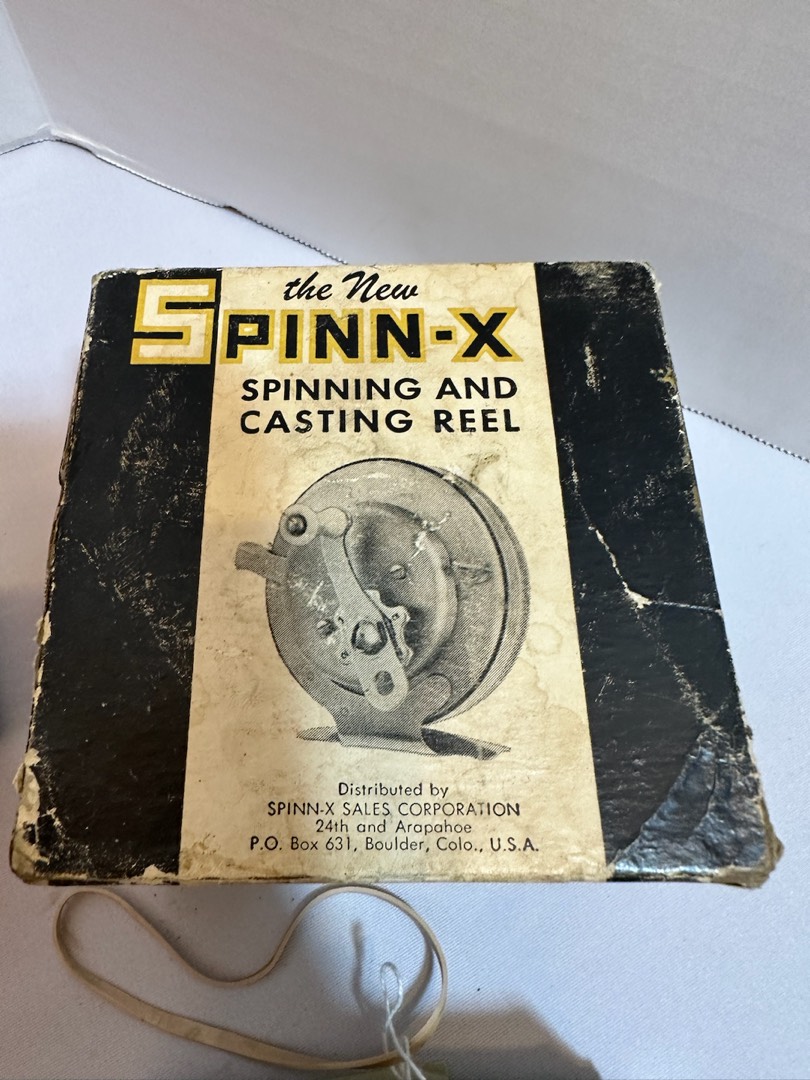 the New
SPINN-X
SPINNING AND
CASTING REEL
Distributed by
SPINN-X SALES CORPORATION
24th and Arapahoe
P.O. Box 631, Boulder, Colo., U.S.A.